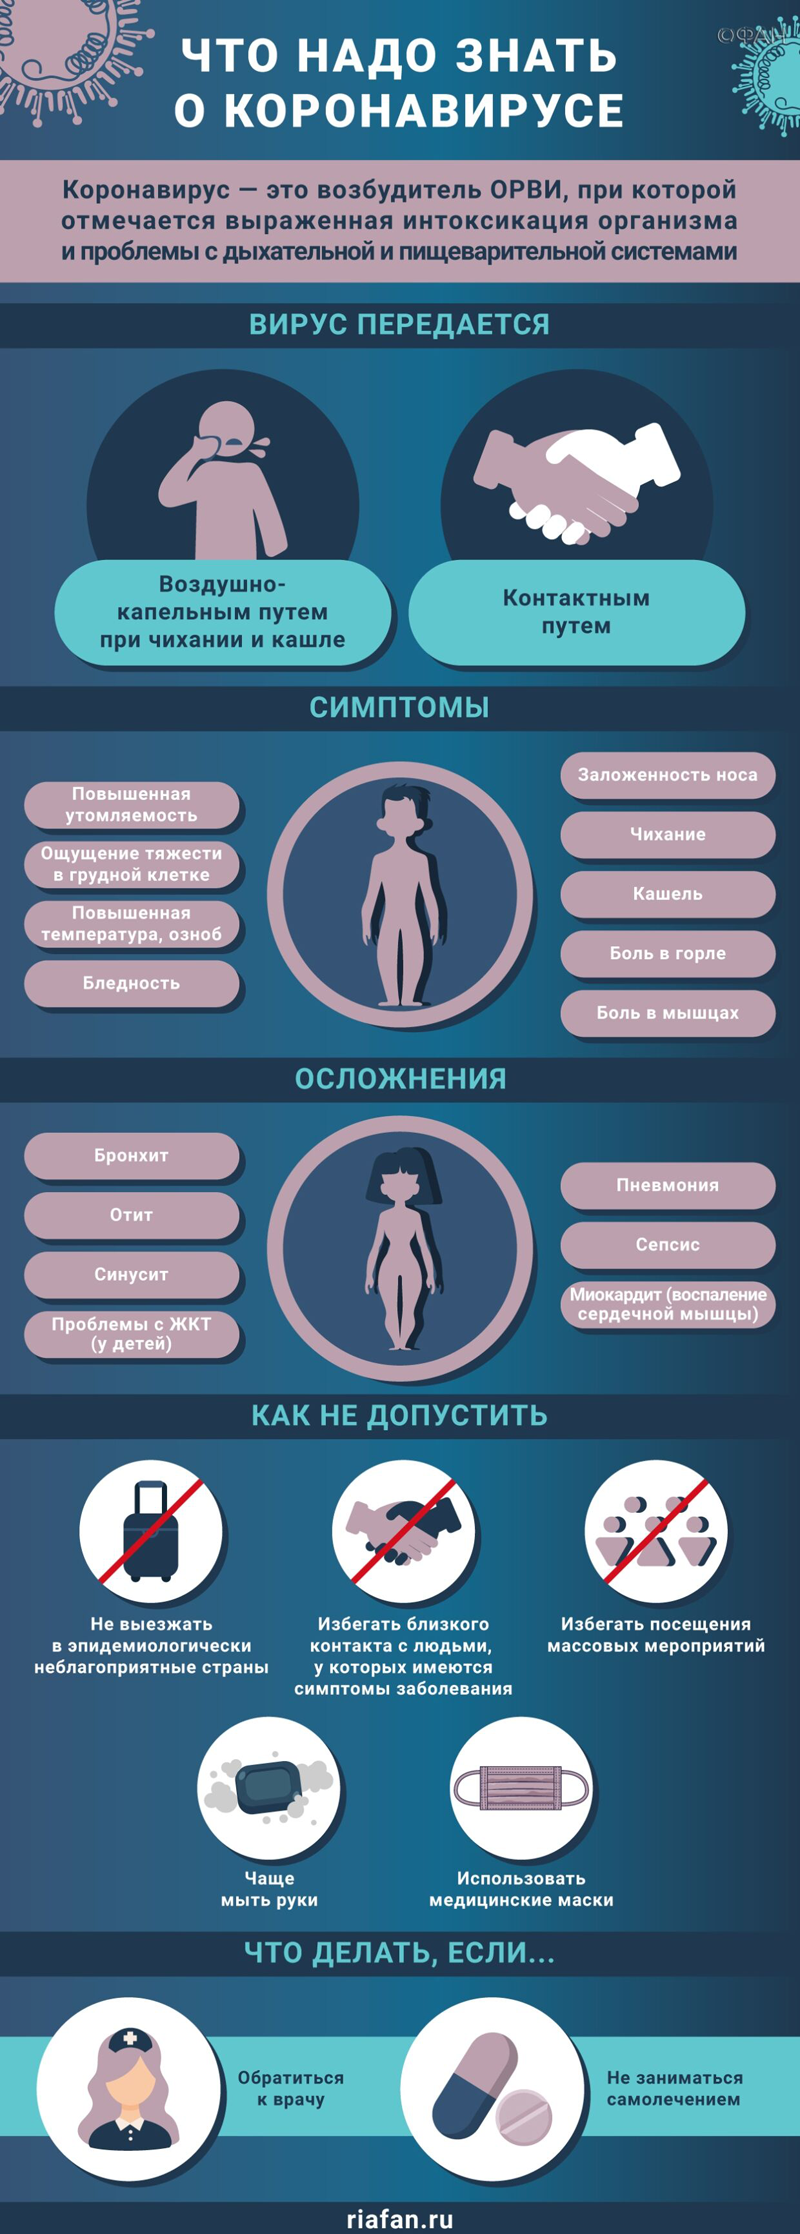 ©ФАН
ЧТО НАДО ЗНАТЬ
О КОРОНАВИРУСЕ
Коронавирус — это возбудитель ОРВИ, при которой
отмечается выраженная интоксикация организма
и проблемы с дыхательной и пищеварительной системами
ВИРУС ПЕРЕДАЕТСЯ
Воздушно-
капельным путем
при чихании и кашле
Контактным
путем
СИМПТОМЫ
Повышенная
утомляемость
Ощущение тяжести
в грудной клетке
Повышенная
температура, озноб
Бледность
Заложенность носа
Чихание
Кашель
Боль в горле
Боль в мышцах
ОСЛОЖНЕНИЯ
Бронхит
Отит
Синусит
Проблемы с ЖКТ
(у детей)
Пневмония
Сепсис
Миокардит (воспаление
сердечной мышцы)
КАК НЕ ДОПУСТИТЬ
Не выезжать
в эпидемиологически
неблагоприятные страны
Избегать близкого
контакта с людьми,
у которых имеются
симптомы заболевания
Избегать посещения
массовых мероприятий
Чаще
мыть руки
Использовать
медицинские маски
ЧТО ДЕЛАТЬ, ЕСЛИ...
Обратиться
к врачу
Не заниматься
самолечением
riafan.ru